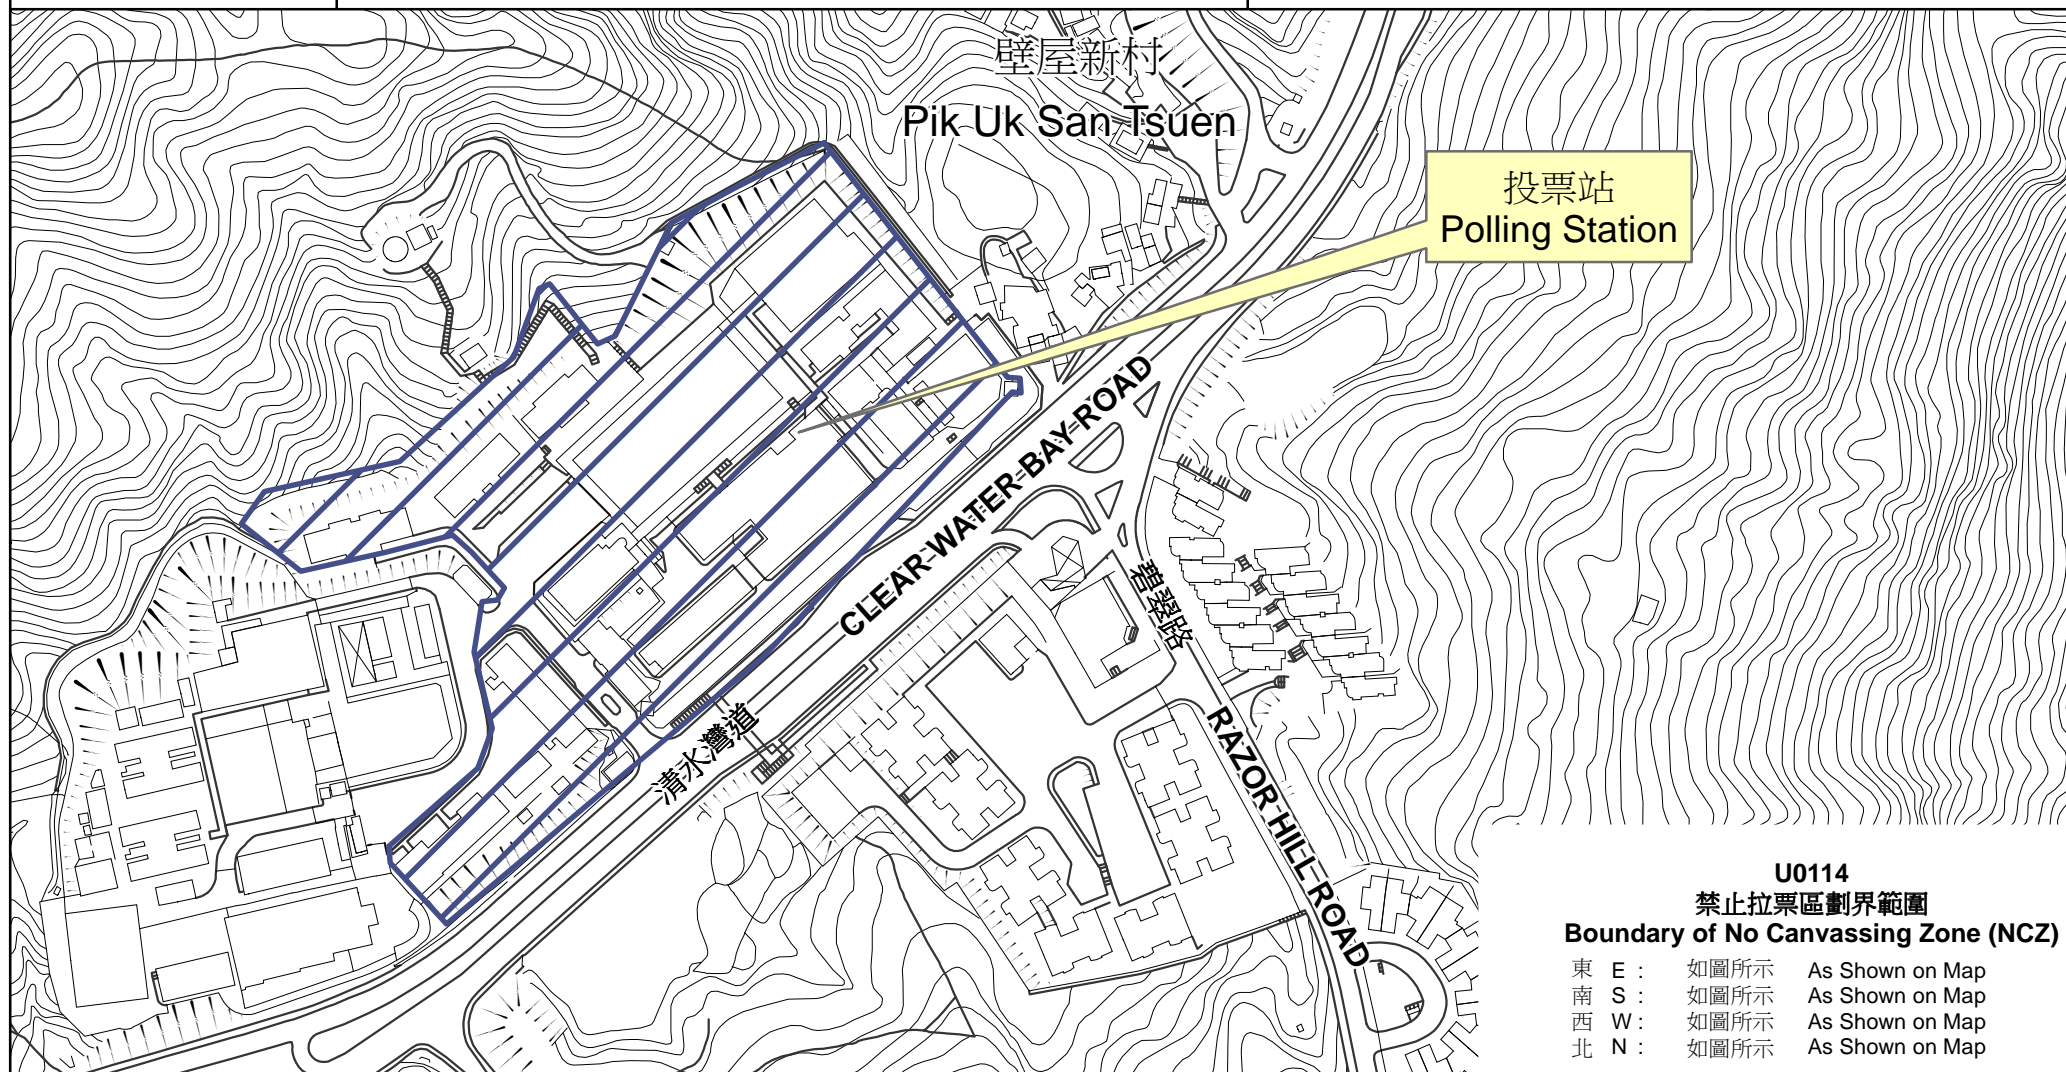 壁屋新村
Pik Uk San Tsuen
投票站
Polling Station
CLEAR WATER BAY ROAD
清水灣道
碧翠路
RAZOR HILL ROAD
U0114
禁止拉票區劃界範圍
Boundary of No Canvassing Zone (NCZ)
東 E : 如圖所示 As Shown on Map
南 S : 如圖所示 As Shown on Map
西 W : 如圖所示 As Shown on Map
北 N : 如圖所示 As Shown on Map